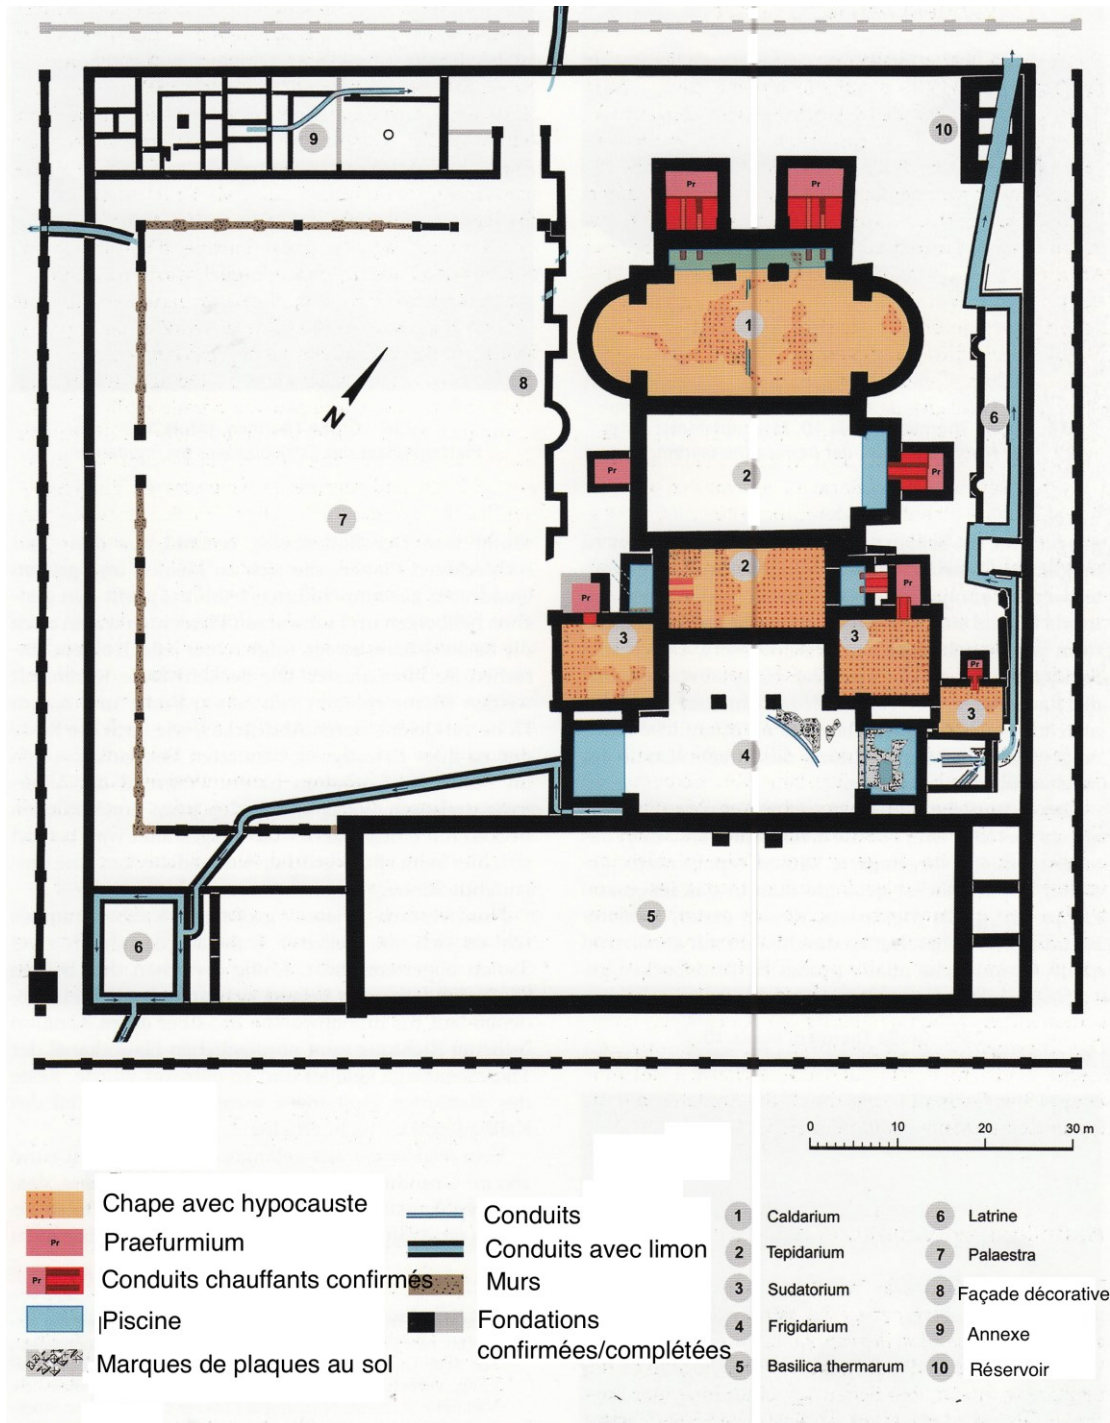 9
10
Pr
Pr
1
8
6
N
2
Pr
Pr
7
2
Pr
Pr
3
3
Pr
3
4
5
6
0 10 20 30 m
Chape avec hypocauste
Pr Praefurmium
Pr Conduits chauffants confirmés
Piscine
Marques de plaques au sol
Conduits
Conduits avec limon
Murs
Fondations
confirmées/complétées
1 Caldarium
2 Tepidarium
3 Sudatorium
4 Frigidarium
5 Basilica thermarum
6 Latrine
7 Palaestra
8 Façade décorative
9 Annexe
10 Réservoir